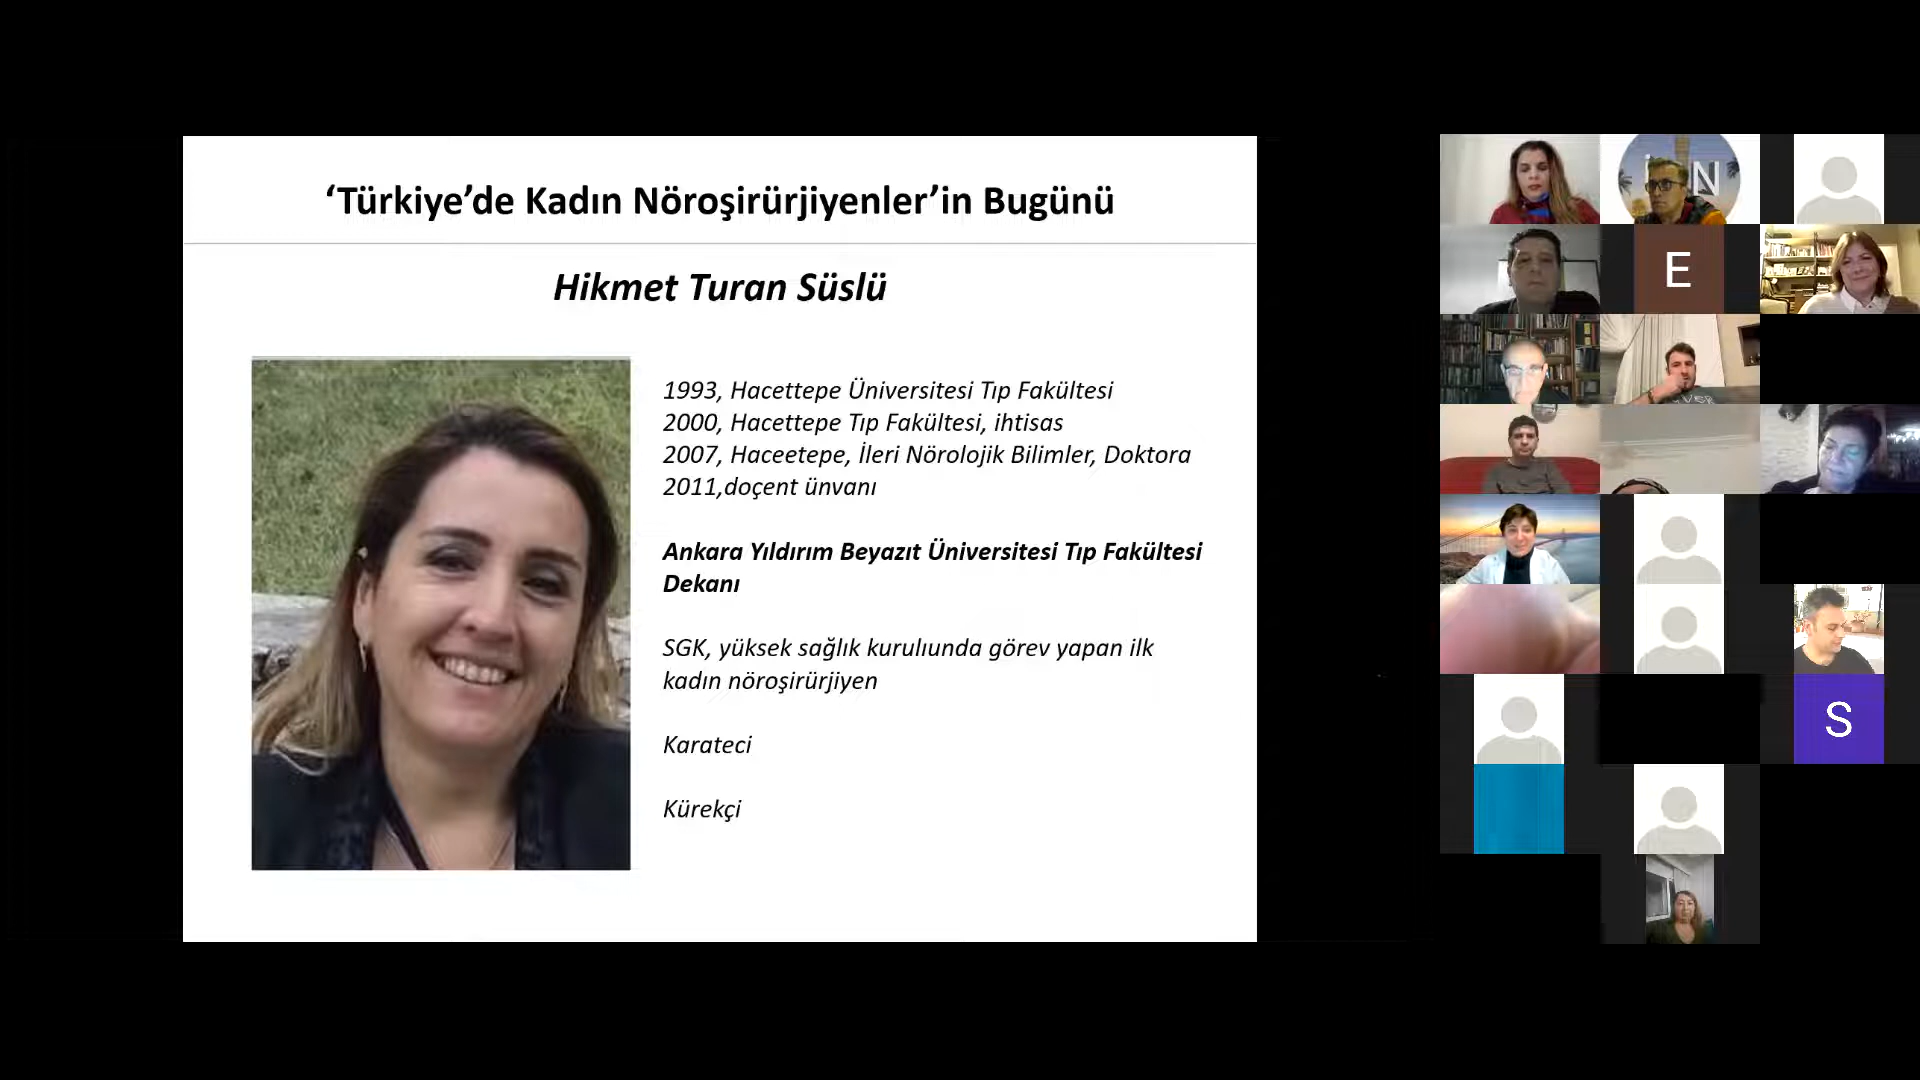 ‘Türkiye’de Kadın Nöroşirürjiyenler’in Bugünü
Hikmet Turan Süslü
1993, Hacettepe Üniversitesi Tıp Fakültesi
2000, Hacettepe Tıp Fakültesi, ihtisas
2007, Haceetepe, İleri Nörolojik Bilimler, Doktora
2011,doçent ünvanı
Ankara Yıldırım Beyazıt Üniversitesi Tıp Fakültesi
Dekanı
SGK, yüksek sağlık kurulıunda görev yapan ilk
kadın nöroşirürjiyen
Karateci
Kürekçi
N
E
S